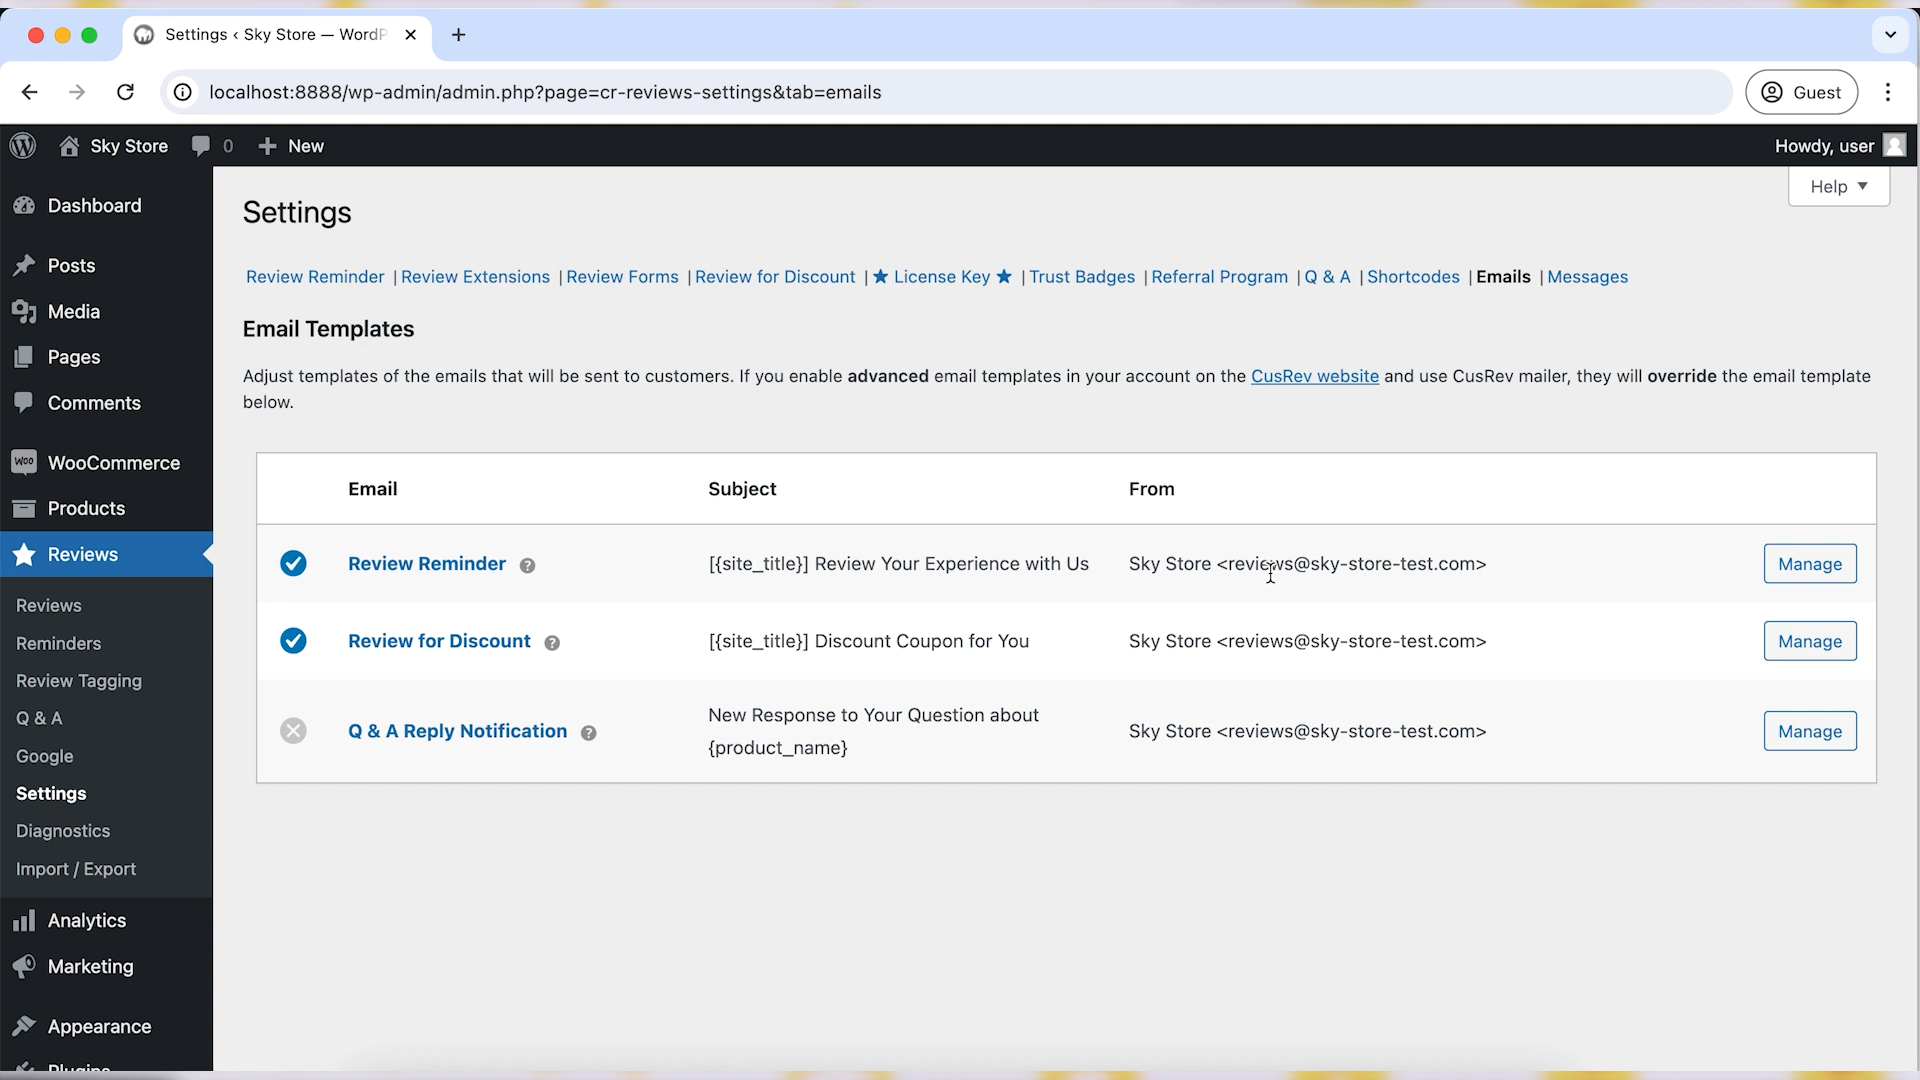 Settings ‹ Sky Store — WordP
localhost:8888/wp-admin/admin.php?page=cr-reviews-settings&tab=emails
Guest
Sky Store 0 New
Howdy, user
Help
Dashboard
Posts
Media
Pages
Comments
WooCommerce
Products
Reviews
Reviews
Reminders
Review Tagging
Q & A
Google
Settings
Diagnostics
Import / Export
Analytics
Marketing
Appearance
Plugins
Settings
Review Reminder | Review Extensions | Review Forms | Review for Discount | ★ License Key ★ | Trust Badges | Referral Program | Q & A | Shortcodes | Emails | Messages
Email Templates
Adjust templates of the emails that will be sent to customers. If you enable advanced email templates in your account on the CusRev website and use CusRev mailer, they will override the email template
below.
Email Subject From
Review Reminder ? [{site_title}] Review Your Experience with Us Sky Store <reviews@sky-store-test.com> Manage
Review for Discount ? [{site_title}] Discount Coupon for You Sky Store <reviews@sky-store-test.com> Manage
Q & A Reply Notification ? New Response to Your Question about
{product_name} Sky Store <reviews@sky-store-test.com> Manage